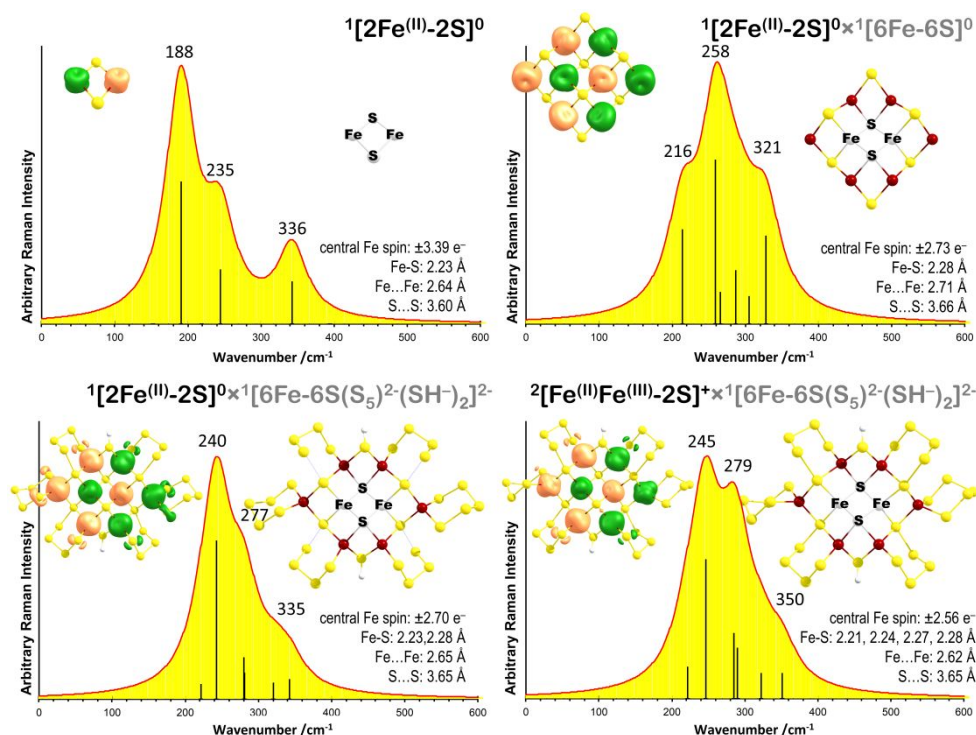 ¹[2Fe⁽ᴵᴵ⁾-2S]⁰
188
235
336
S
Fe Fe
S
central Fe spin: ±3.39 e⁻
Fe-S: 2.23 Å
Fe...Fe: 2.64 Å
S...S: 3.60 Å
Arbitrary Raman Intensity
0 100 200 300 400 500 600
Wavenumber /cm⁻¹
¹[2Fe⁽ᴵᴵ⁾-2S]⁰×¹[6Fe-6S]⁰
258
216
321
S
Fe Fe
S
central Fe spin: ±2.73 e⁻
Fe-S: 2.28 Å
Fe...Fe: 2.71 Å
S...S: 3.66 Å
Arbitrary Raman Intensity
0 100 200 300 400 500 600
Wavenumber /cm⁻¹
¹[2Fe⁽ᴵᴵ⁾-2S]⁰×¹[6Fe-6S(S₅)²⁻(SH⁻)₂]²⁻
240
277
335
S
Fe Fe
S
central Fe spin: ±2.70 e⁻
Fe-S: 2.23,2.28 Å
Fe...Fe: 2.65 Å
S...S: 3.65 Å
Arbitrary Raman Intensity
0 100 200 300 400 500 600
Wavenumber /cm⁻¹
²[Fe(II)Fe(III)-2S]⁺×¹[6Fe-6S(S₅)²⁻(SH⁻)₂]²⁻
245
279
350
S
Fe Fe
S
central Fe spin: ±2.56 e⁻
Fe-S: 2.21, 2.24, 2.27, 2.28 Å
Fe...Fe: 2.62 Å
S...S: 3.65 Å
Arbitrary Raman Intensity
0 100 200 300 400 500 600
Wavenumber /cm⁻¹